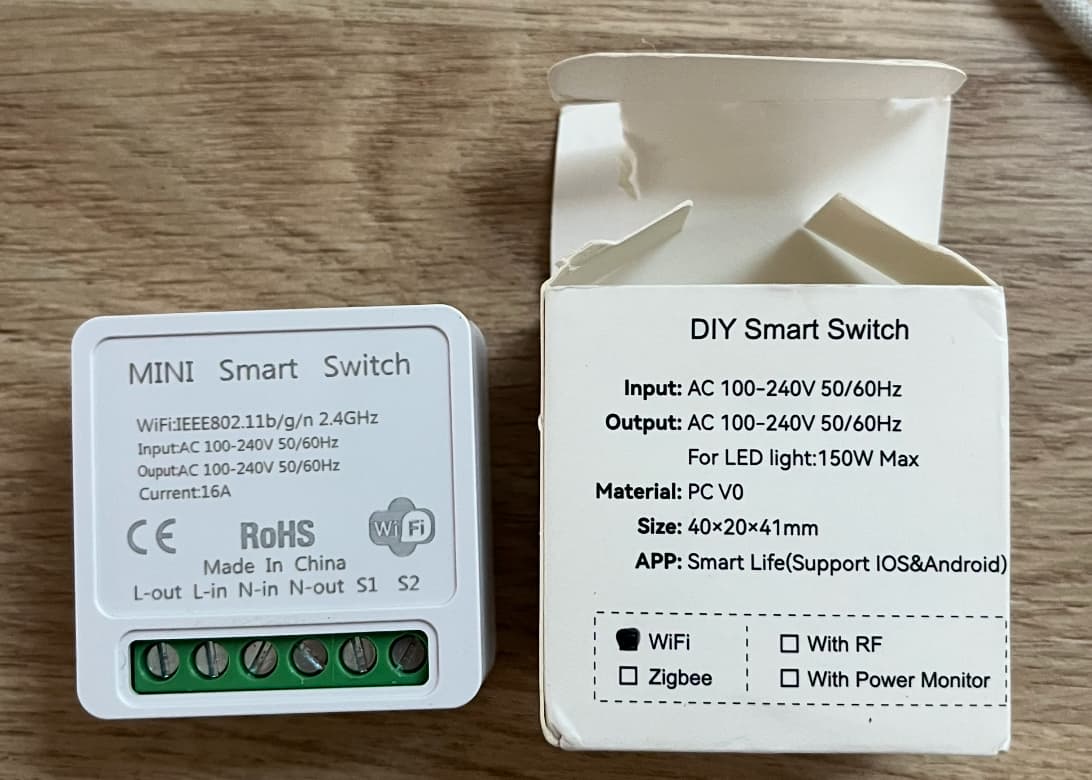 MINI Smart Switch
WiFi:IEEE802.11b/g/n 2.4GHz
Input:AC 100-240V 50/60Hz
Ouput:AC 100-240V 50/60Hz
Current:16A
CE RoHS Wi Fi
Made In China
L-out L-in N-in N-out S1 S2
DIY Smart Switch
Input: AC 100-240V 50/60Hz
Output: AC 100-240V 50/60Hz
For LED light:150W Max
Material: PC V0
Size: 40×20×41mm
APP: Smart Life(Support IOS&Android)
WiFi
Zigbee
With RF
With Power Monitor